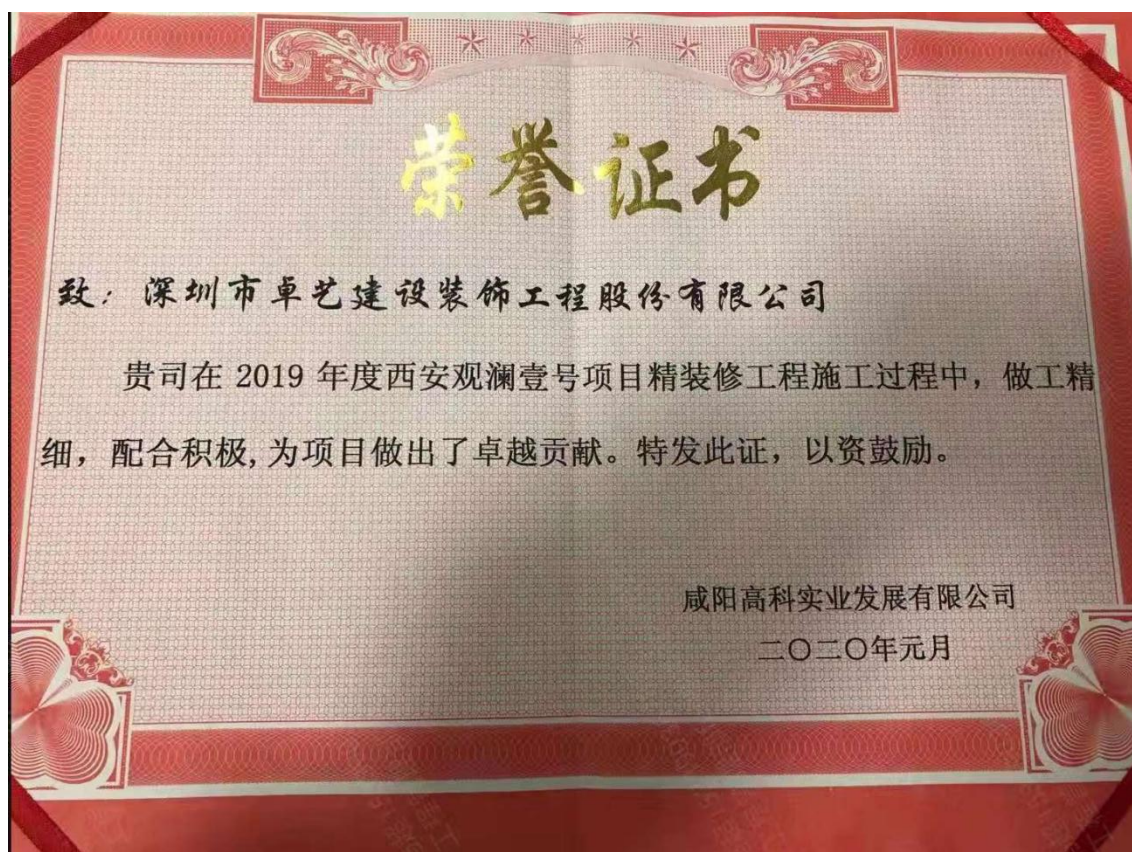 荣誉证书
致：深圳市卓艺建设装饰工程股份有限公司
贵司在 2019 年度西安观澜壹号项目精装修工程施工过程中，做工精
细，配合积极,为项目做出了卓越贡献。特发此证，以资鼓励。
咸阳高科实业发展有限公司
二〇二〇年元月